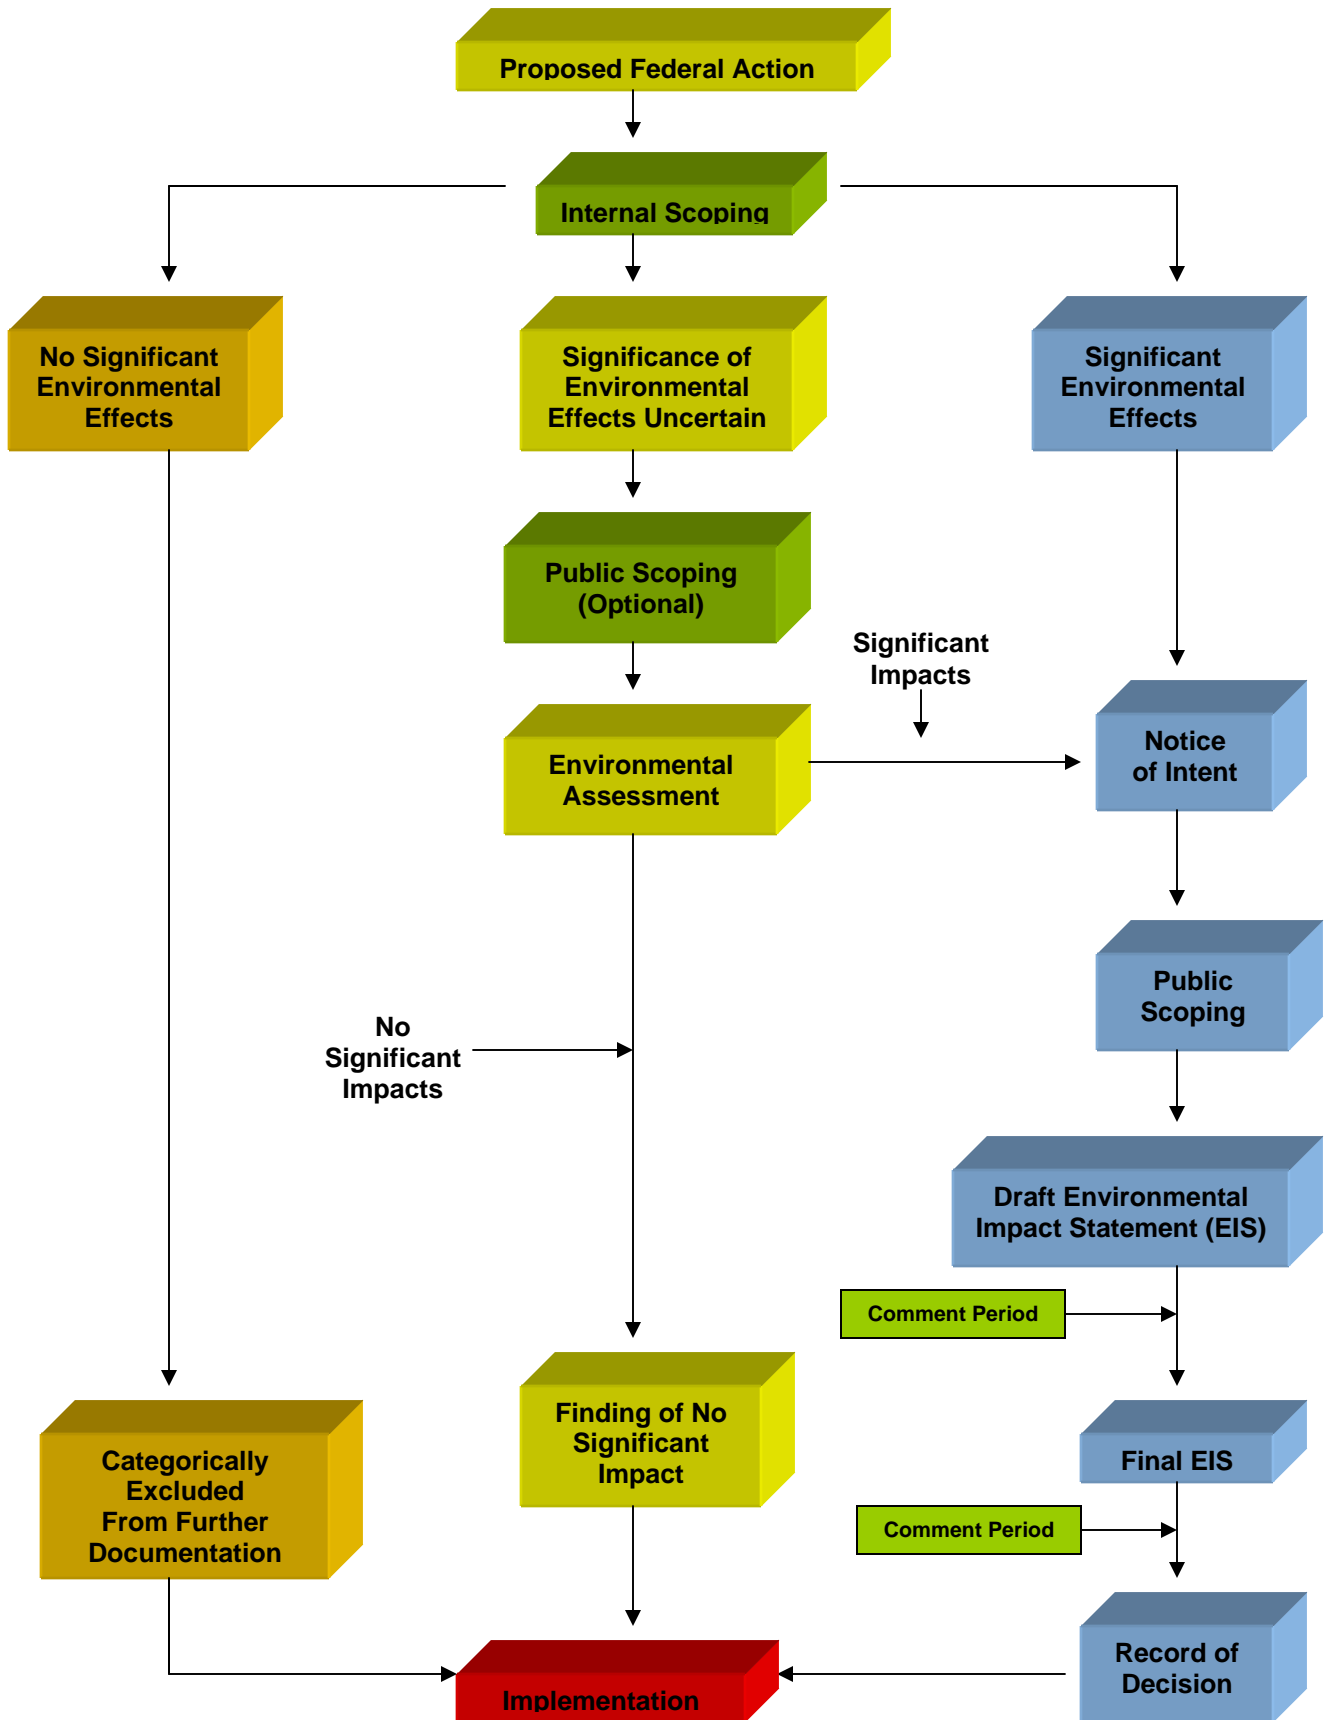 Proposed Federal Action
Internal Scoping
No Significant
Environmental
Effects
Significance of
Environmental
Effects Uncertain
Significant
Environmental
Effects
Public Scoping
(Optional)
Significant
Impacts
Environmental
Assessment
Notice
of Intent
Public
Scoping
No
Significant
Impacts
Draft Environmental
Impact Statement (EIS)
Comment Period
Finding of No
Significant
Impact
Categorically
Excluded
From Further
Documentation
Final EIS
Comment Period
Record of
Decision
Implementation